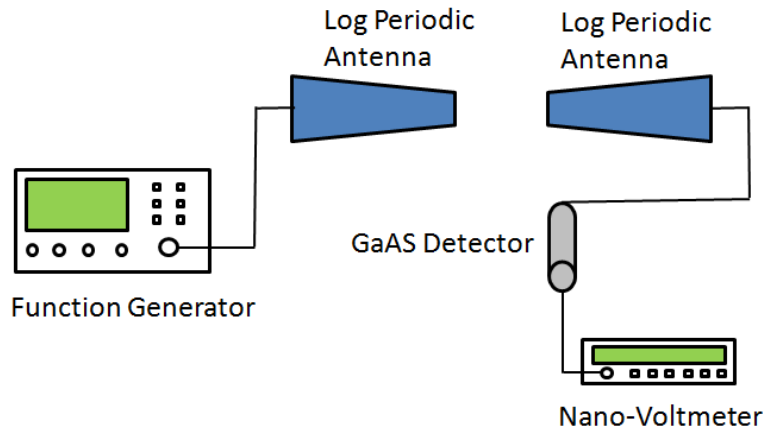 Log Periodic
Antenna
Log Periodic
Antenna
GaAS Detector
Function Generator
Nano-Voltmeter